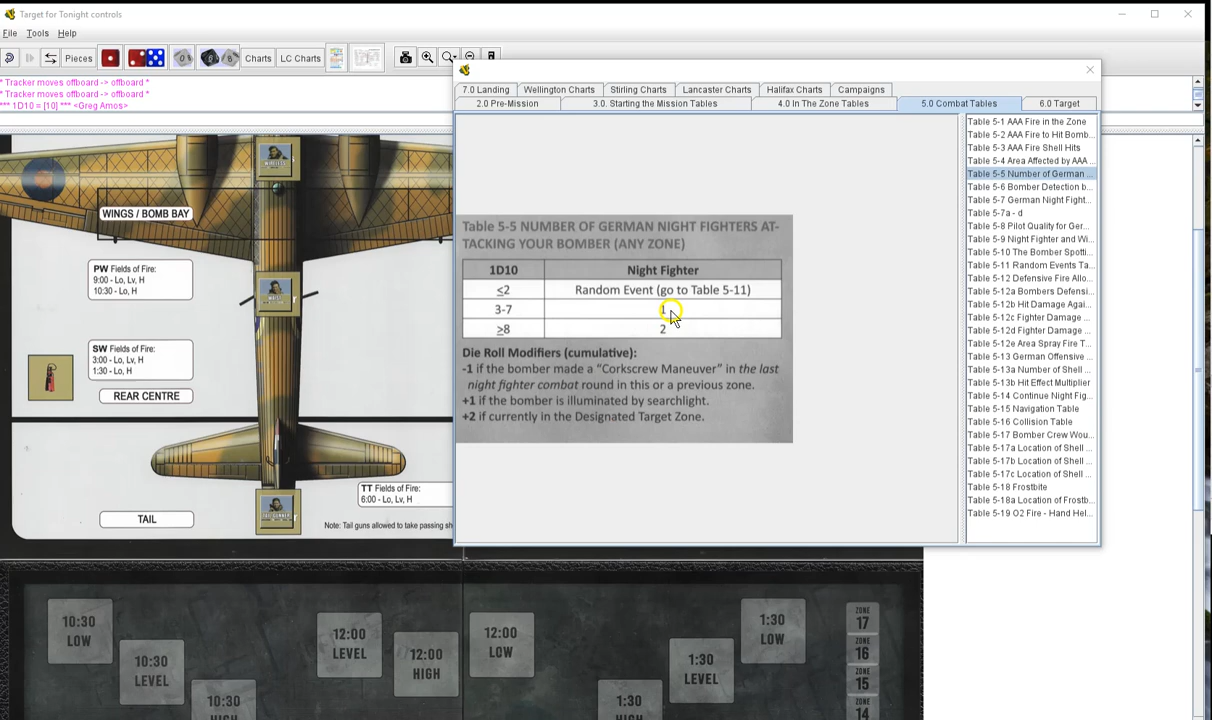 Target for Tonight controls
File Tools Help
Pieces Charts LC Charts
* Tracker moves offboard -> offboard *
* Tracker moves offboard -> offboard *
*** 1D10 = [10] *** <Greg Amos>
7.0 Landing Wellington Charts Stirling Charts Lancaster Charts Halifax Charts Campaigns
2.0 Pre-Mission 3.0. Starting the Mission Tables 4.0 In The Zone Tables 5.0 Combat Tables 6.0 Target
Table 5-1 AAA Fire in the Zone
Table 5-2 AAA Fire to Hit Bomb...
Table 5-3 AAA Fire Shell Hits
Table 5-4 Area Affected by AAA ...
Table 5-5 Number of German ...
Table 5-6 Bomber Detection b...
Table 5-7 German Night Fight...
Table 5-7a - d
Table 5-8 Pilot Quality for Ger...
Table 5-9 Night Fighter and Wi...
Table 5-10 The Bomber Spotti...
Table 5-11 Random Events Ta...
Table 5-12 Defensive Fire Allo...
Table 5-12a Bombers Defensi...
Table 5-12b Hit Damage Agai...
Table 5-12c Fighter Damage ...
Table 5-12d Fighter Damage ...
Table 5-12e Area Spray Fire T...
Table 5-13 German Offensive ...
Table 5-13a Number of Shell ...
Table 5-13b Hit Effect Multiplier
Table 5-14 Continue Night Fig...
Table 5-15 Navigation Table
Table 5-16 Collision Table
Table 5-17 Bomber Crew Wou...
Table 5-17a Location of Shell ...
Table 5-17b Location of Shell ...
Table 5-17c Location of Shell ...
Table 5-18 Frostbite
Table 5-18a Location of Frostb...
Table 5-19 O2 Fire - Hand Hel...
Table 5-5 NUMBER OF GERMAN NIGHT FIGHTERS AT-
TACKING YOUR BOMBER (ANY ZONE)
1D10 Night Fighter
≤2 Random Event (go to Table 5-11)
3-7 1
≥8 2
Die Roll Modifiers (cumulative):
-1 if the bomber made a "Corkscrew Maneuver" in the last
night fighter combat round in this or a previous zone.
+1 if the bomber is illuminated by searchlight.
+2 if currently in the Designated Target Zone.
WIRELESS
WINGS / BOMB BAY
PW Fields of Fire:
9:00 - Lo, Lv, H
10:30 - Lo, Lv, H
WAIST
SW Fields of Fire:
3:00 - Lo, Lv, H
1:30 - Lo, Lv, H
REAR CENTRE
TT Fields of Fire:
6:00 - Lo, Lv, H
TAIL
Note: Tail guns allowed to take passing sh
10:30
LOW
10:30
LEVEL
10:30
HIGH
12:00
LEVEL
12:00
HIGH
12:00
LOW
1:30
HIGH
1:30
LEVEL
1:30
LOW
ZONE
17
ZONE
16
ZONE
15
ZONE
14